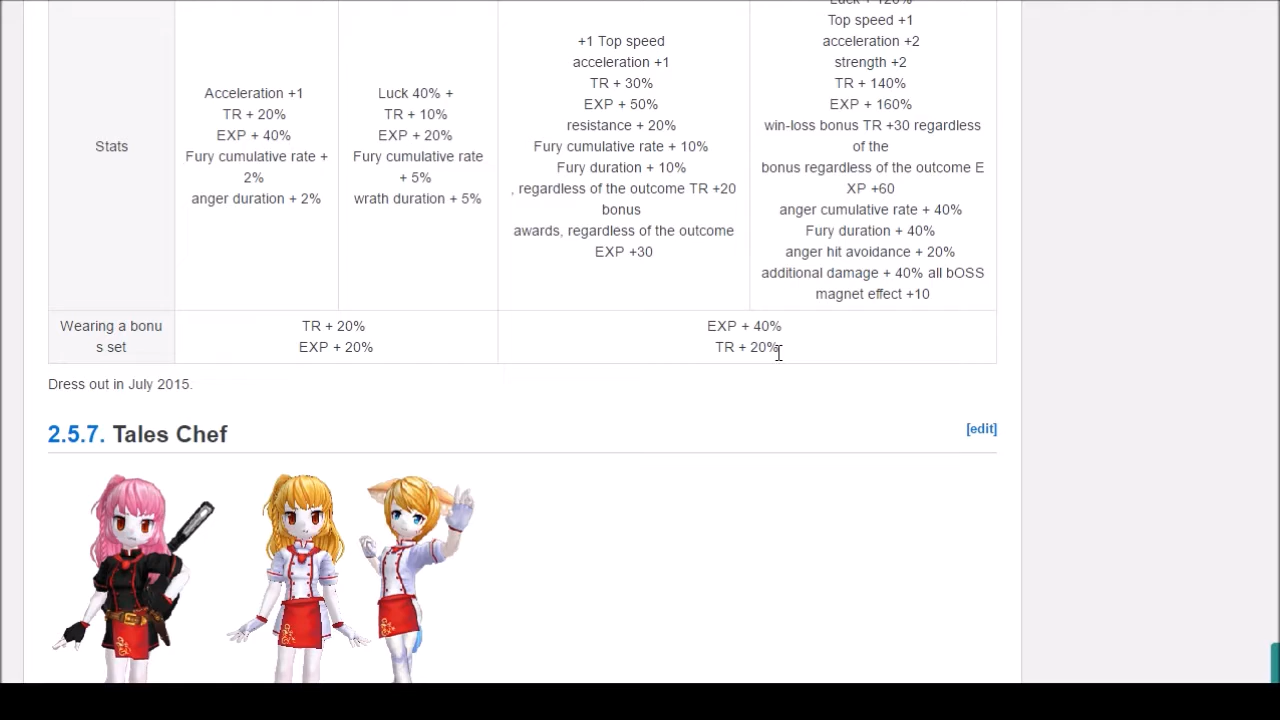 Luck + 120%
Top speed +1
acceleration +2
strength +2
TR + 140%
EXP + 160%
win-loss bonus TR +30 regardless
of the
bonus regardless of the outcome E
XP +60
anger cumulative rate + 40%
Fury duration + 40%
anger hit avoidance + 20%
additional damage + 40% all bOSS
magnet effect +10
+1 Top speed
acceleration +1
TR + 30%
EXP + 50%
resistance + 20%
Fury cumulative rate + 10%
Fury duration + 10%
, regardless of the outcome TR +20
bonus
awards, regardless of the outcome
EXP +30
Acceleration +1
TR + 20%
EXP + 40%
Fury cumulative rate +
2%
anger duration + 2%
Luck 40% +
TR + 10%
EXP + 20%
Fury cumulative rate
+ 5%
wrath duration + 5%
Stats
Wearing a bonu
s set
TR + 20%
EXP + 20%
EXP + 40%
TR + 20%
Dress out in July 2015.
2.5.7. Tales Chef
[edit]